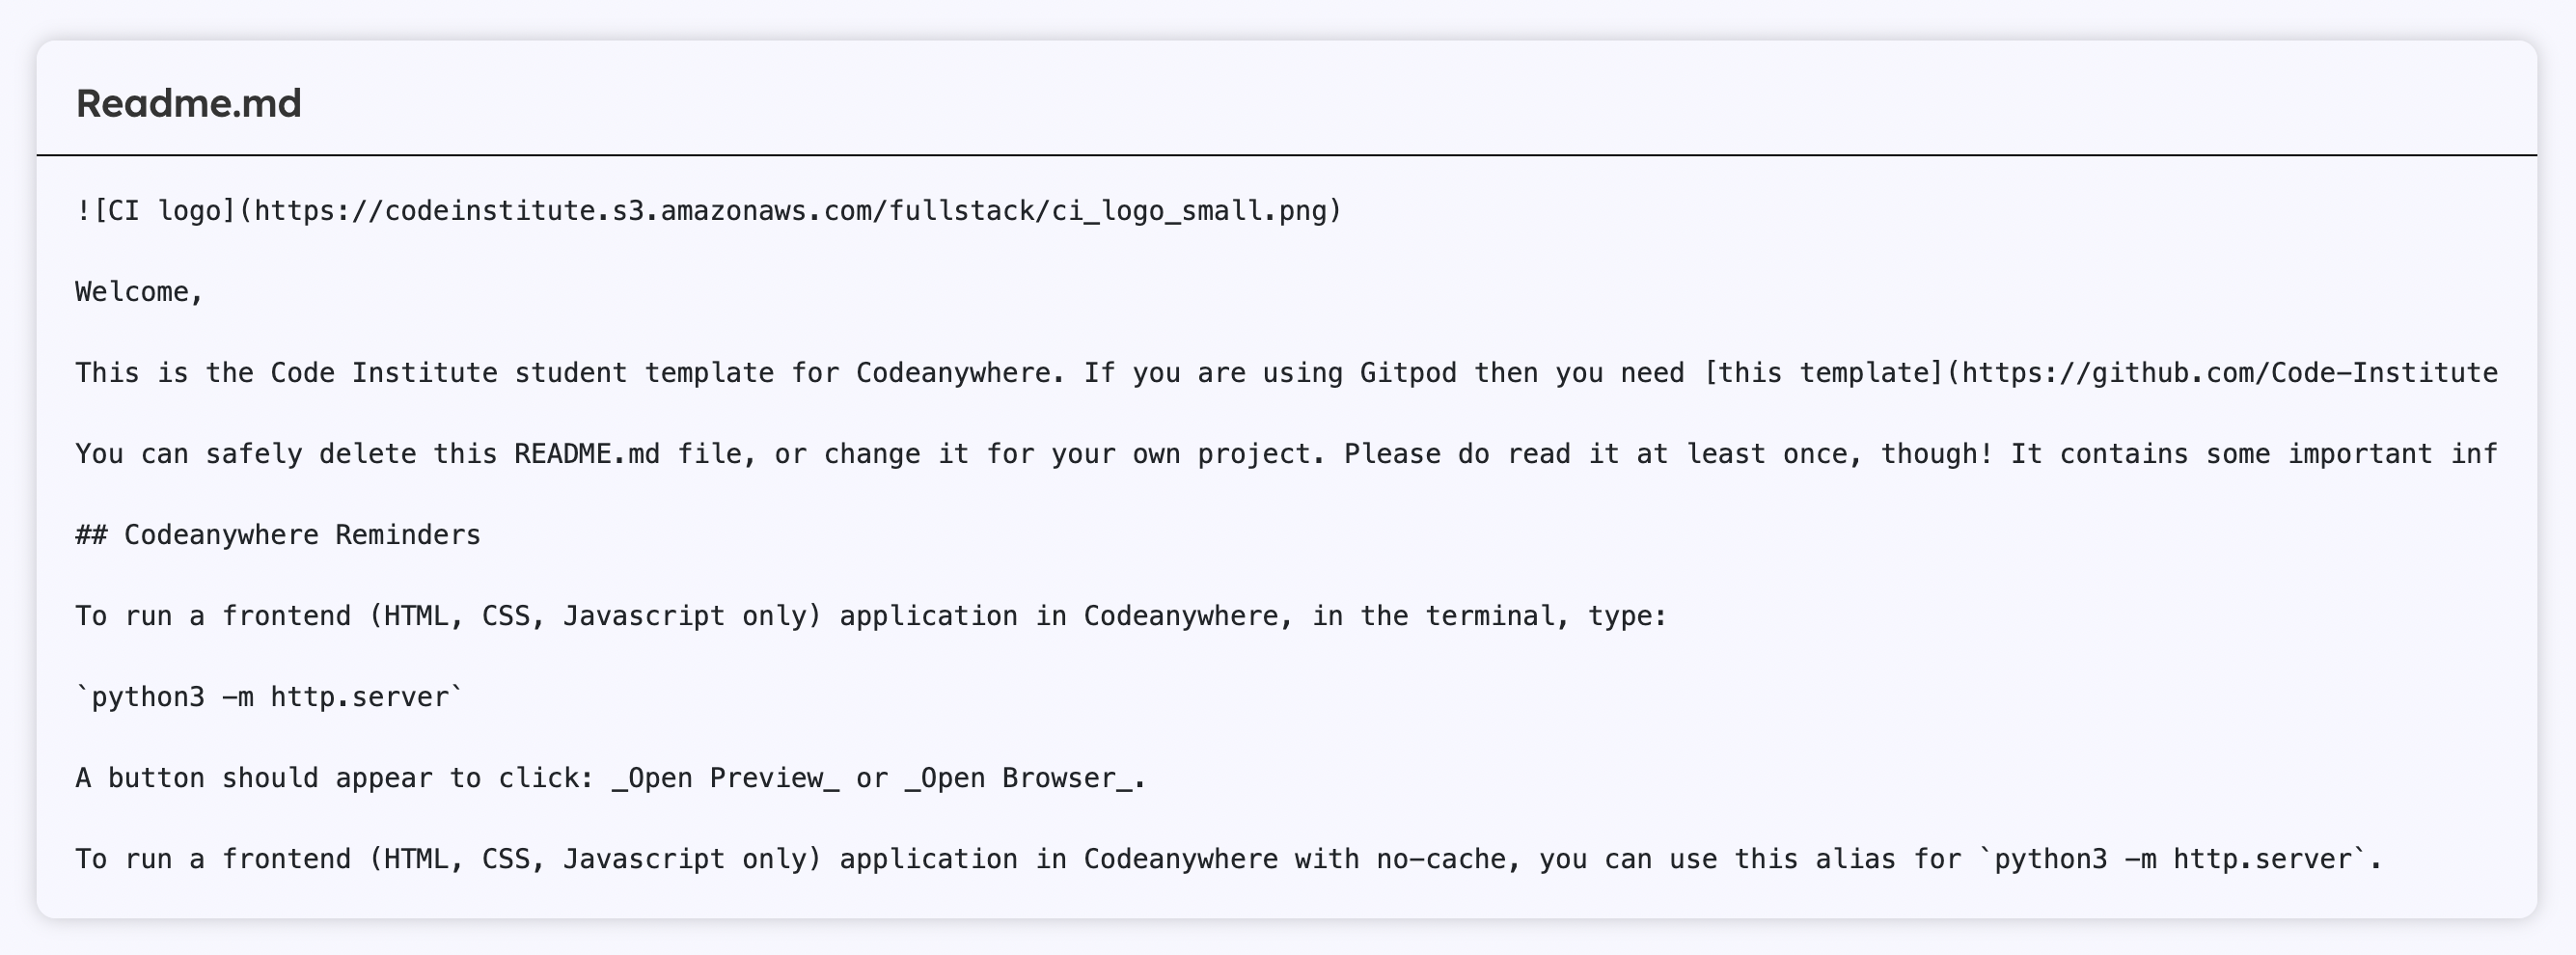 Readme.md
![CI logo](https://codeinstitute.s3.amazonaws.com/fullstack/ci_logo_small.png)
Welcome,
This is the Code Institute student template for Codeanywhere. If you are using Gitpod then you need [this template](https://github.com/Code-Institute
You can safely delete this README.md file, or change it for your own project. Please do read it at least once, though! It contains some important inf
## Codeanywhere Reminders
To run a frontend (HTML, CSS, Javascript only) application in Codeanywhere, in the terminal, type:
`python3 -m http.server`
A button should appear to click: _Open Preview_ or _Open Browser_.
To run a frontend (HTML, CSS, Javascript only) application in Codeanywhere with no-cache, you can use this alias for `python3 -m http.server`.